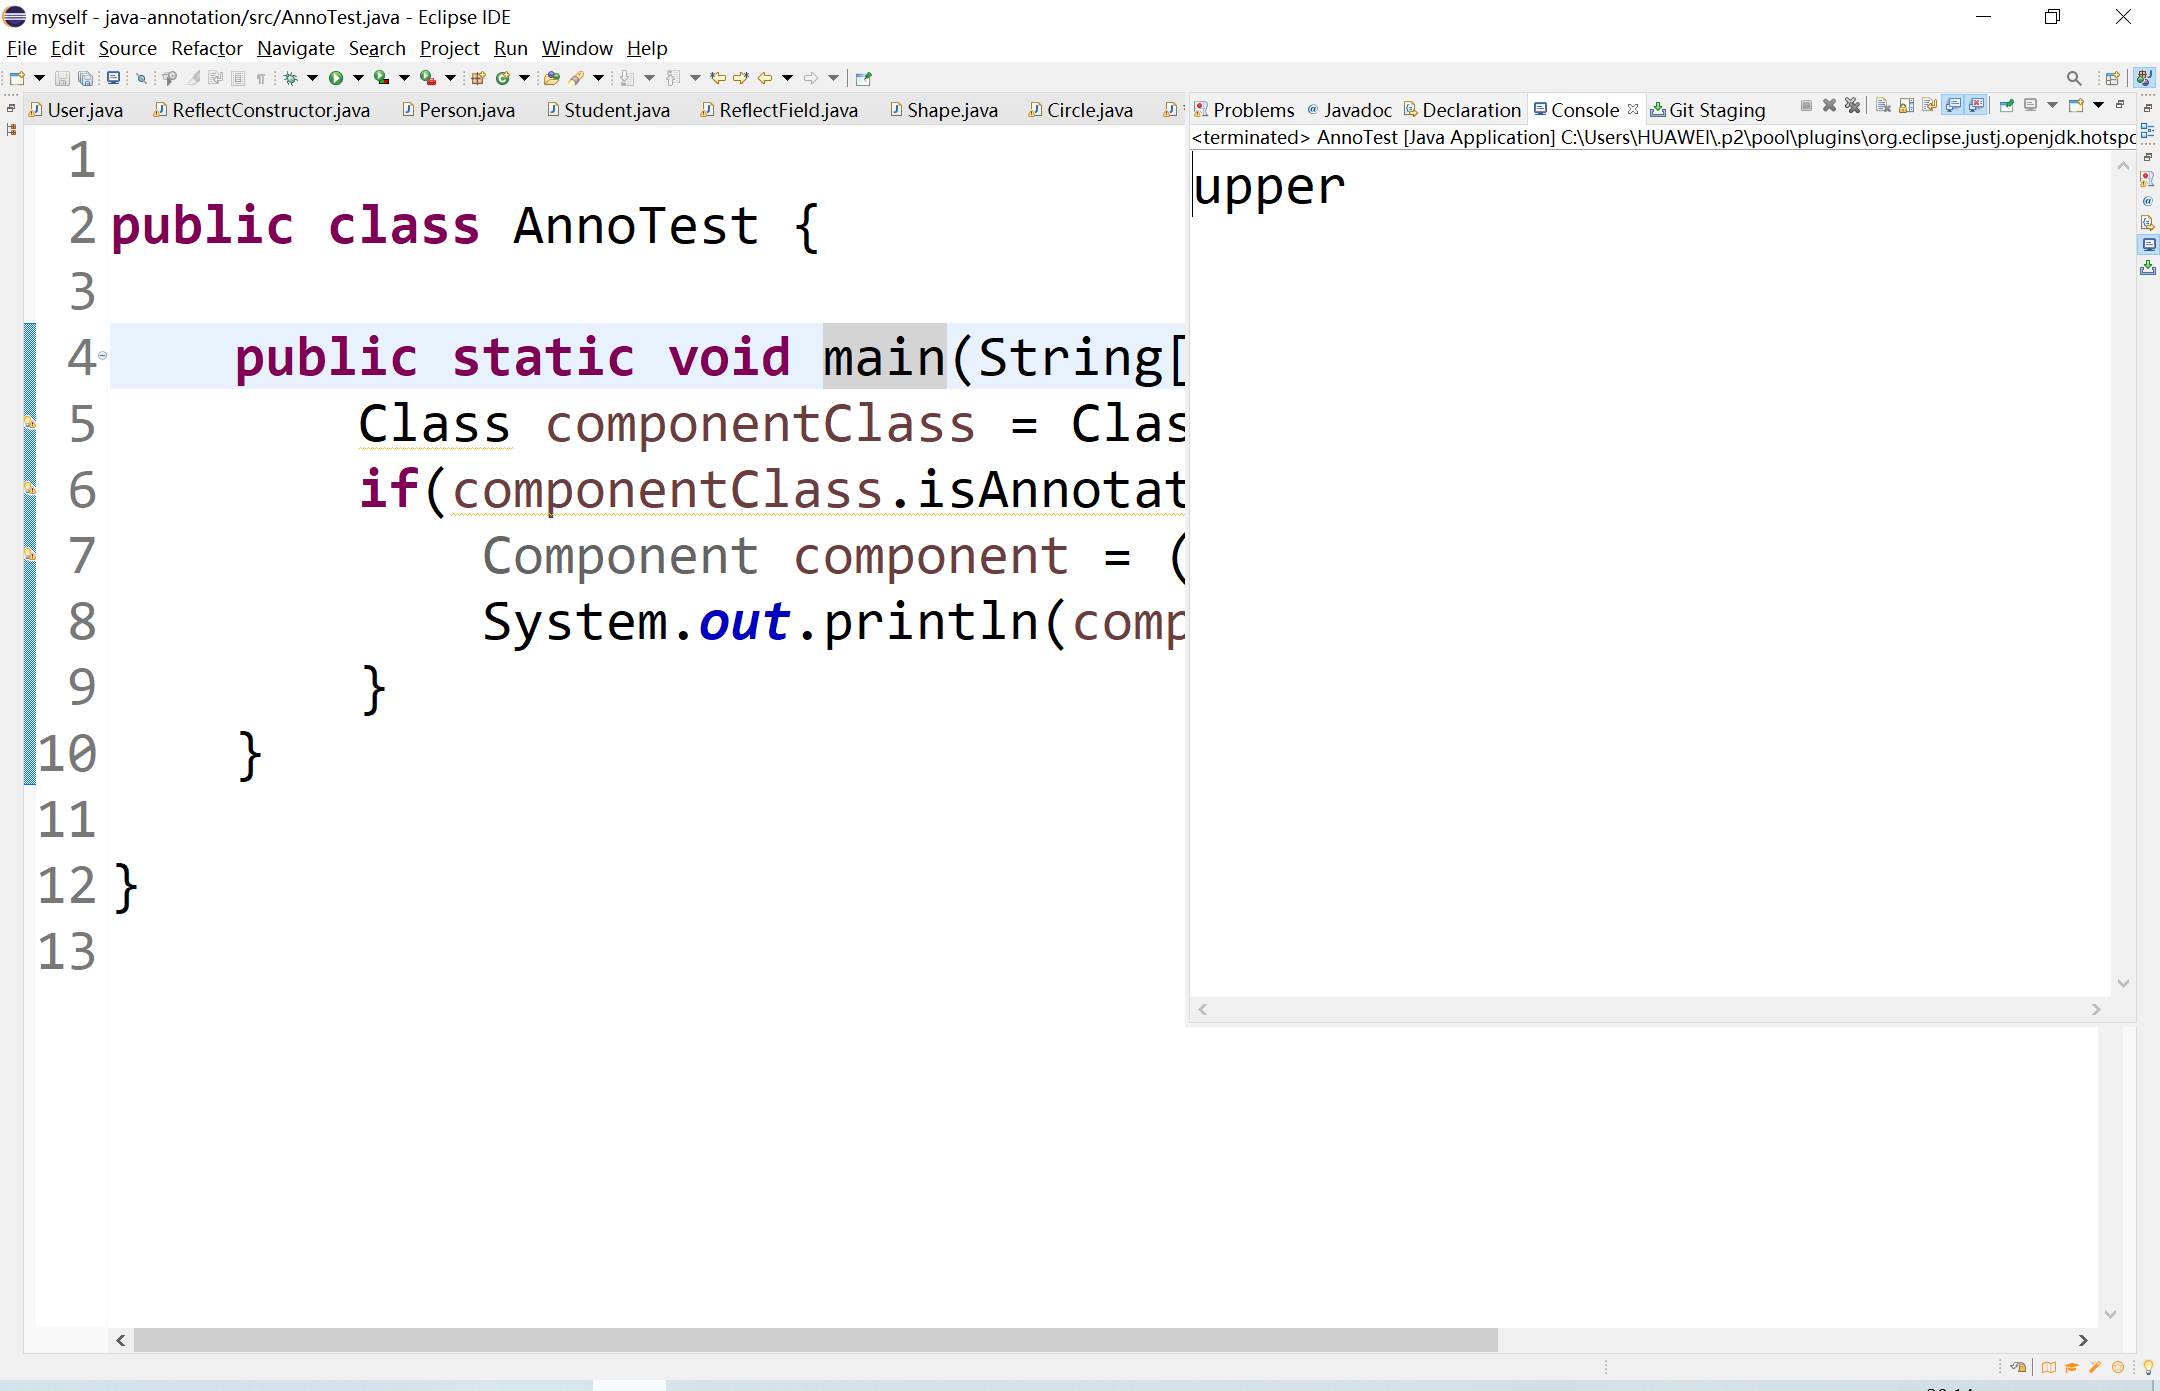 myself - java-annotation/src/AnnoTest.java - Eclipse IDE
File Edit Source Refactor Navigate Search Project Run Window Help
User.java ReflectConstructor.java Person.java Student.java ReflectField.java Shape.java Circle.java
Problems @ Javadoc Declaration Console Git Staging
<terminated> AnnoTest [Java Application] C:\Users\HUAWEI\.p2\pool\plugins\org.eclipse.justj.openjdk.hotspo
upper
1
2 public class AnnoTest {
3
4 public static void main(String[
5 Class componentClass = Clas
6 if(componentClass.isAnnotat
7 Component component = (
8 System.out.println(comp
9 }
10 }
11
12 }
13